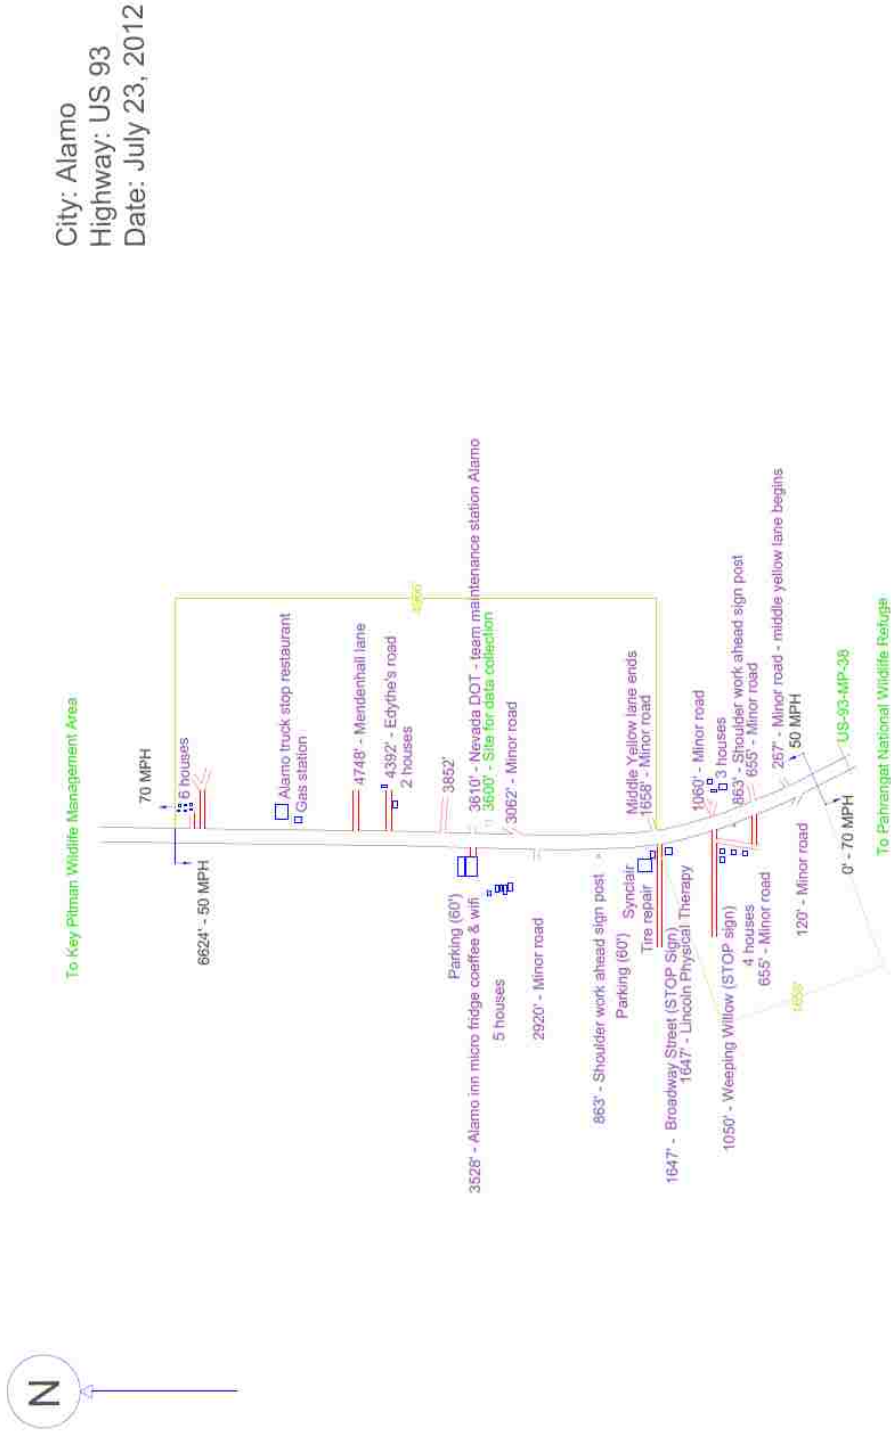 City: Alamo
Highway: US 93
Date: July 23, 2012
To Key Pitman Wildlife Management Area
70 MPH
6 houses
6624' - 50 MPH
Alamo truck stop restaurant
Gas station
4748' - Mendenhall lane
4392' - Edythe's road
2 houses
3852'
3610' - Nevada DOT - team maintenance station Alamo
3600' - Site for data collection
3062' - Minor road
Parking (60')
3528' - Alamo inn micro fridge coeffee & wifi
5 houses
2920' - Minor road
863' - Shoulder work ahead sign post
Parking (60')
Synclair
Tire repair
Middle Yellow lane ends
1658' - Minor road
1647' - Broadway Street (STOP Sign)
1647' - Lincoln Physical Therapy
1060' - Minor road
3 houses
863' - Shoulder work ahead sign post
655' - Minor road
1050' - Weeping Willow (STOP sign)
4 houses
655' - Minor road
267' - Minor road - middle yellow lane begins
50 MPH
120' - Minor road
1658'
0' - 70 MPH
US-93-MP-38
To Pahrangat National Wildlife Refuge
N